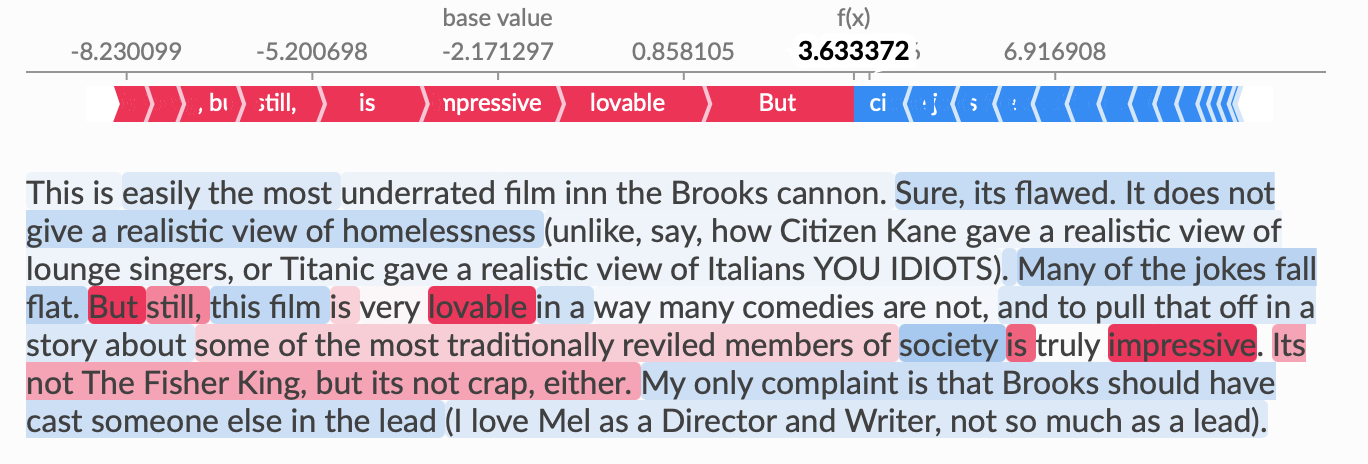 base value f(x)
-8.230099 -5.200698 -2.171297 0.858105 3.633372 6.916908
, bu still, is mpressive lovable But ci j s
This is easily the most underrated film inn the Brooks cannon. Sure, its flawed. It does not
give a realistic view of homelessness (unlike, say, how Citizen Kane gave a realistic view of
lounge singers, or Titanic gave a realistic view of Italians YOU IDIOTS). Many of the jokes fall
flat. But still, this film is very lovable in a way many comedies are not, and to pull that off in a
story about some of the most traditionally reviled members of society is truly impressive. Its
not The Fisher King, but its not crap, either. My only complaint is that Brooks should have
cast someone else in the lead (I love Mel as a Director and Writer, not so much as a lead).